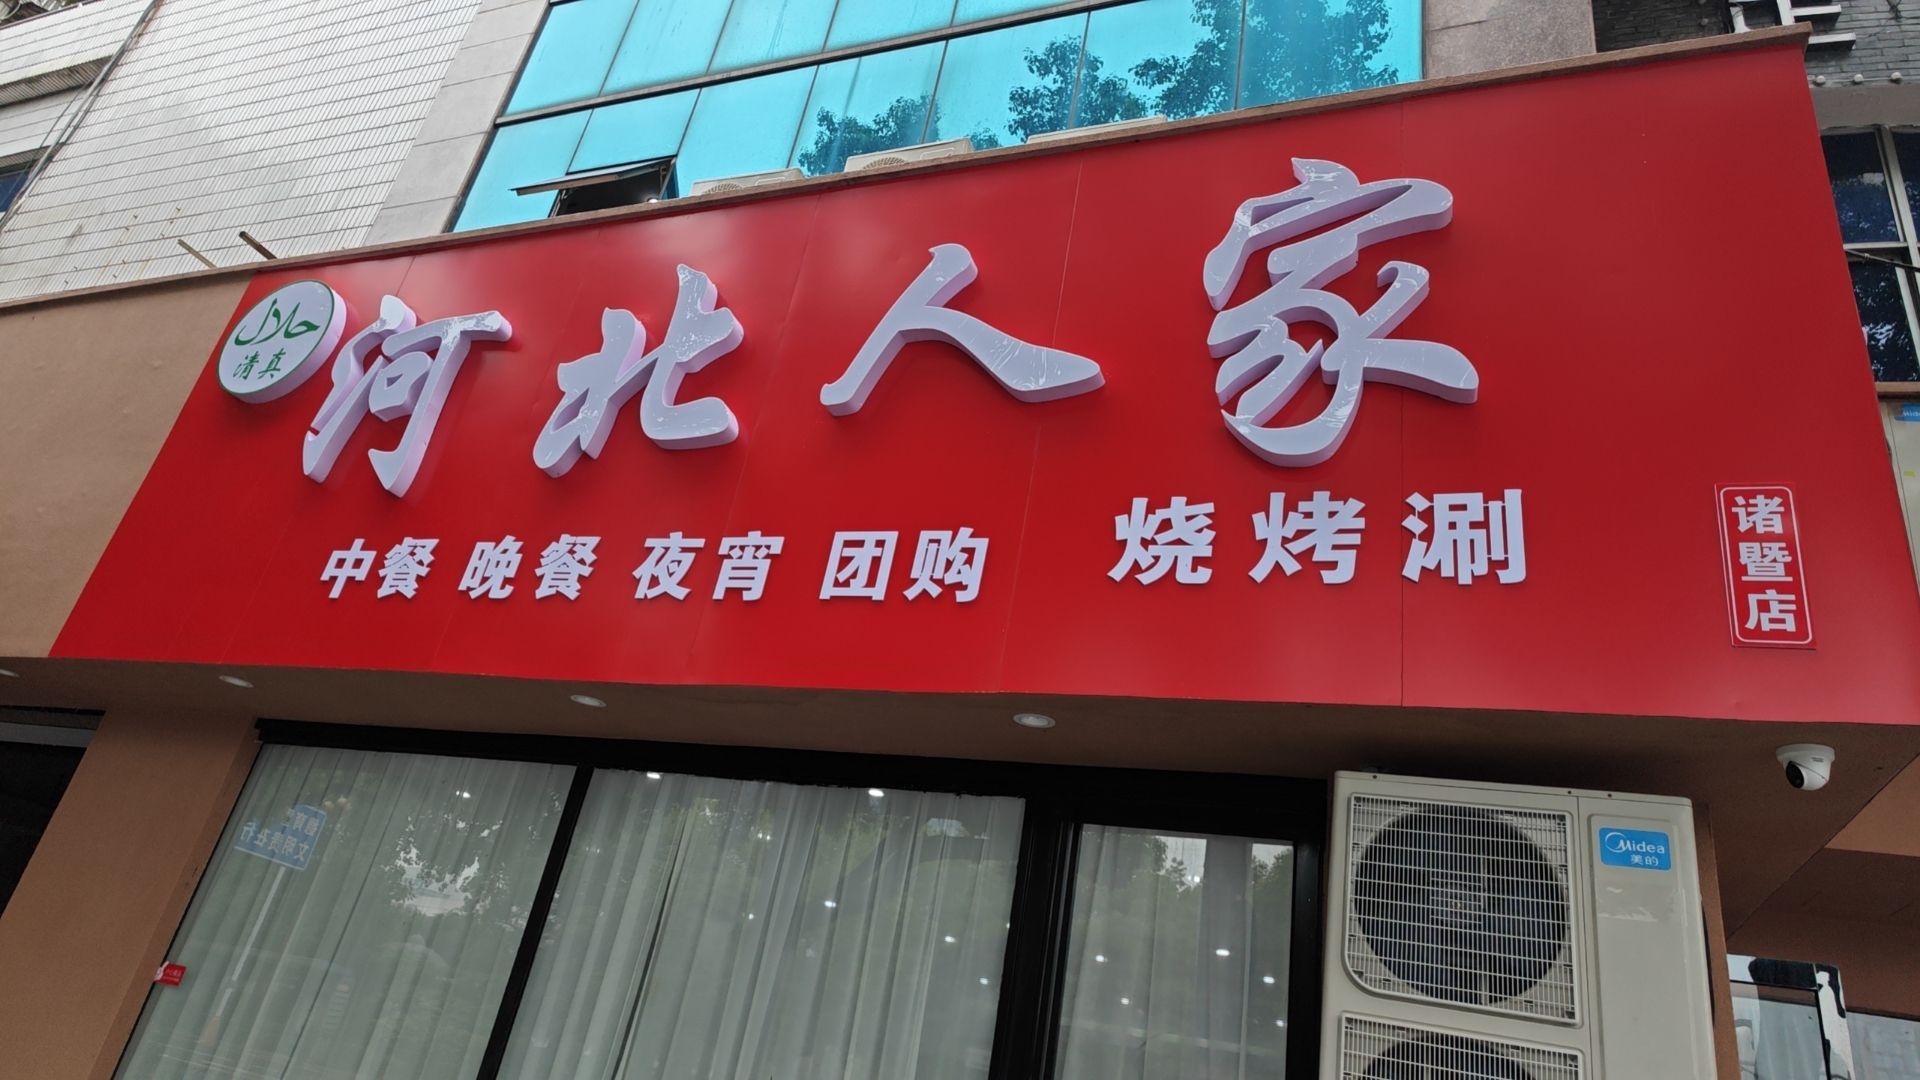 حلال
清真
河北人家
中餐 晚餐 夜宵 团购 烧烤涮
诸暨店
Midea
美的